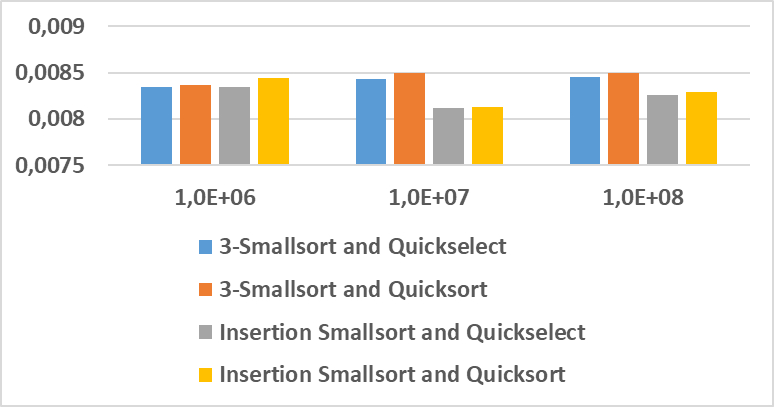 0,009
0,0085
0,008
0,0075
1,0E+06 1,0E+07 1,0E+08
3-Smallsort and Quickselect
3-Smallsort and Quicksort
Insertion Smallsort and Quickselect
Insertion Smallsort and Quicksort